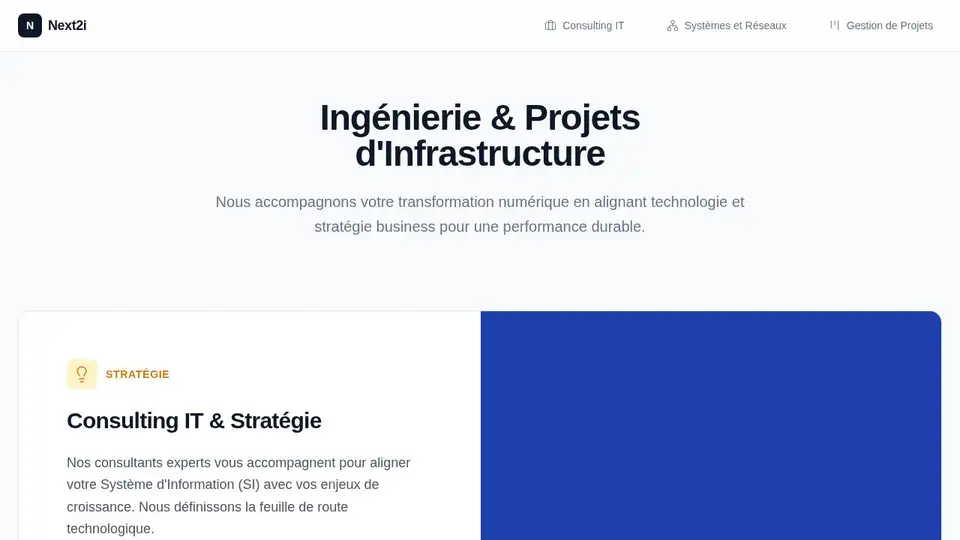 N Next2i
Consulting IT
Systèmes et Réseaux
Gestion de Projets
Ingénierie & Projets
d'Infrastructure
Nous accompagnons votre transformation numérique en alignant technologie et
stratégie business pour une performance durable.
STRATÉGIE
Consulting IT & Stratégie
Nos consultants experts vous accompagnent pour aligner
votre Système d'Information (SI) avec vos enjeux de
croissance. Nous définissons la feuille de route
technologique.